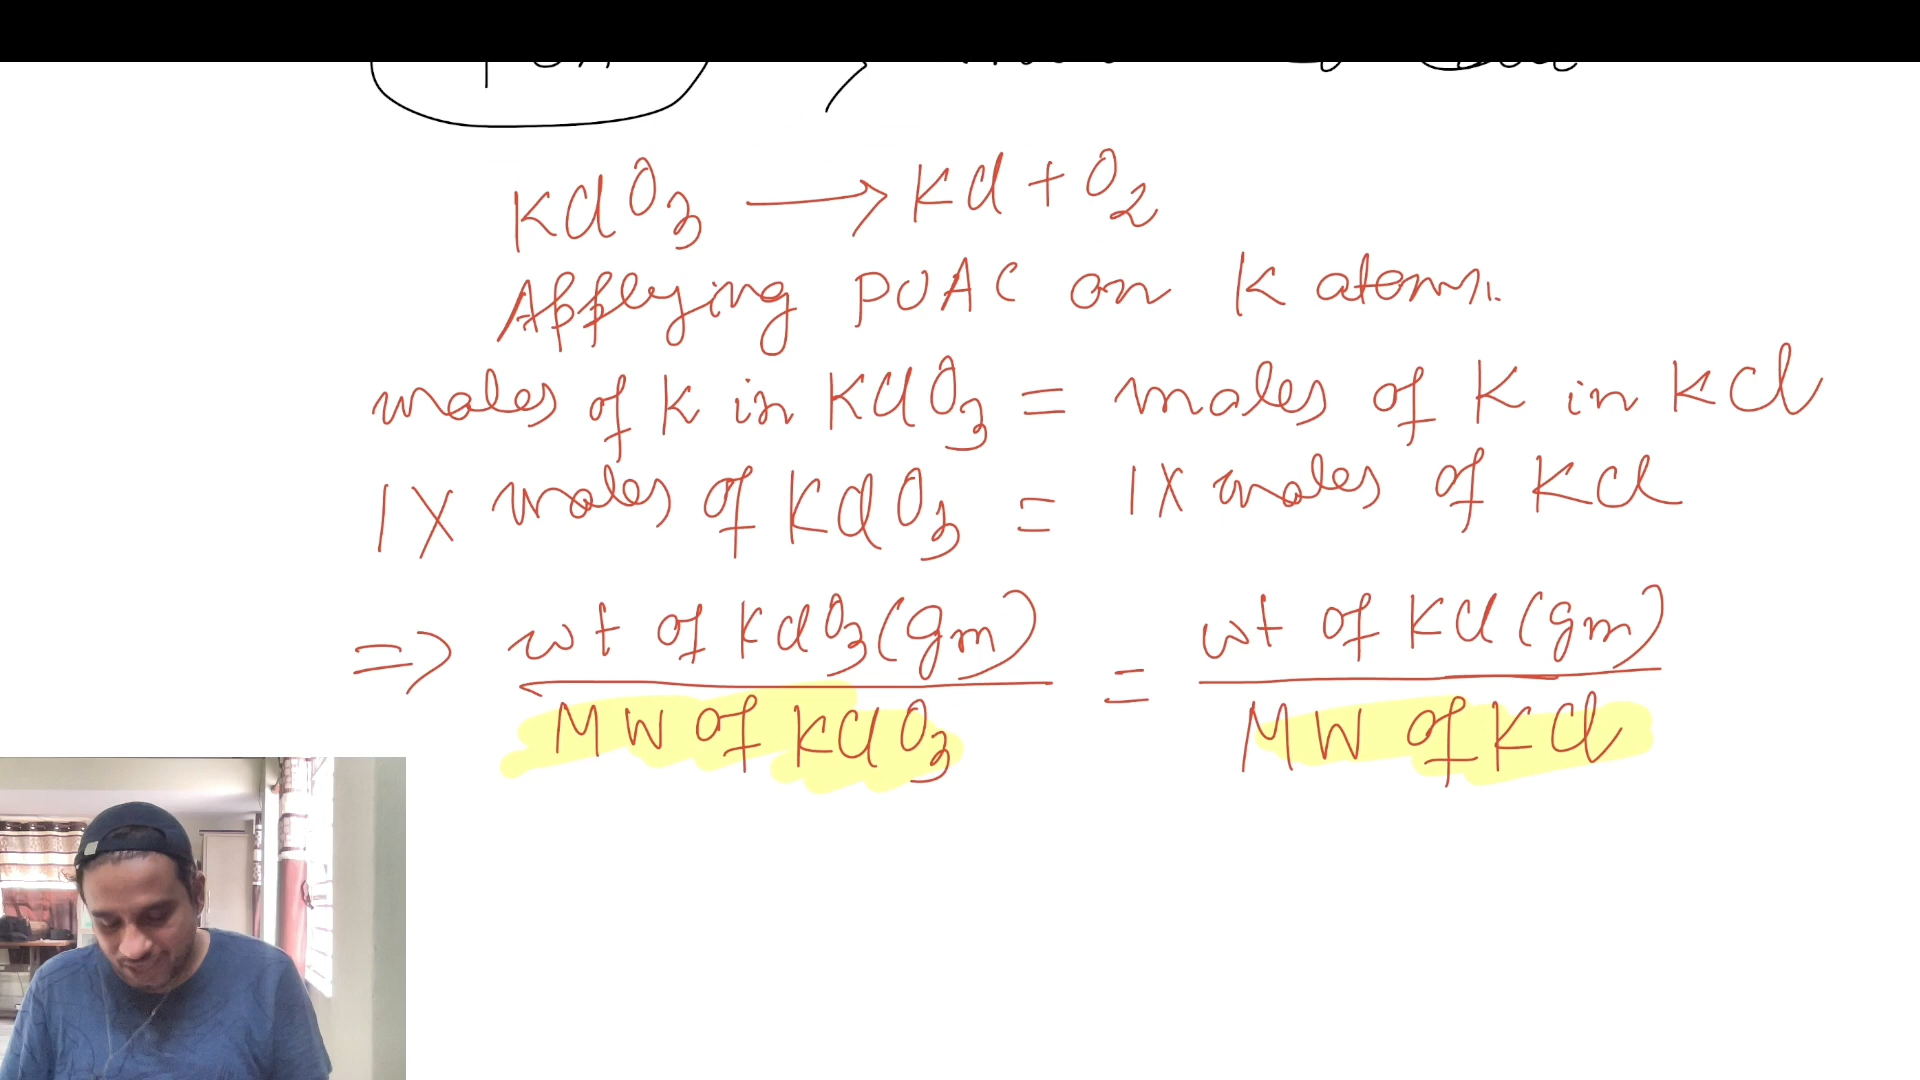 KClO3 → KCl + O2
Applying POAC on K atoms.
moles of K in KClO3 = moles of K in KCl
1 X moles of KClO3 = 1 X moles of KCl
=> wt of KClO3 (gm) / MW of KClO3 = wt of KCl (gm) / MW of KCl